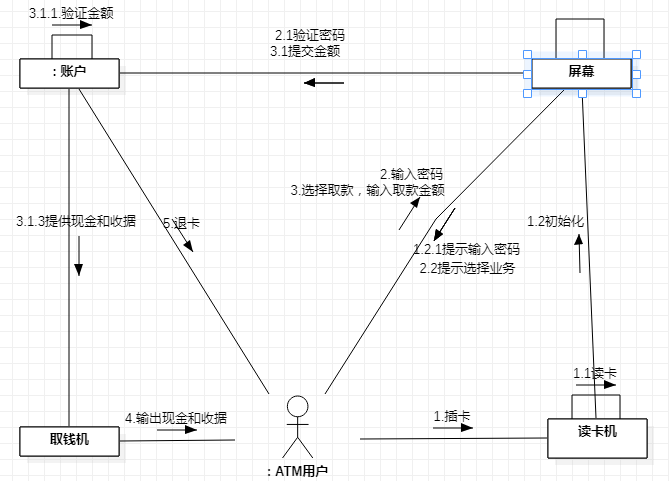 3.1.1.验证金额
2.1验证密码
3.1提交金额
: 账户
屏幕
2.输入密码
3.选择取款，输入取款金额
3.1.3提供现金和收据
5.退卡
1.2初始化
1.2.1提示输入密码
2.2提示选择业务
1.1读卡
4.输出现金和收据
1.插卡
取钱机
读卡机
: ATM用户